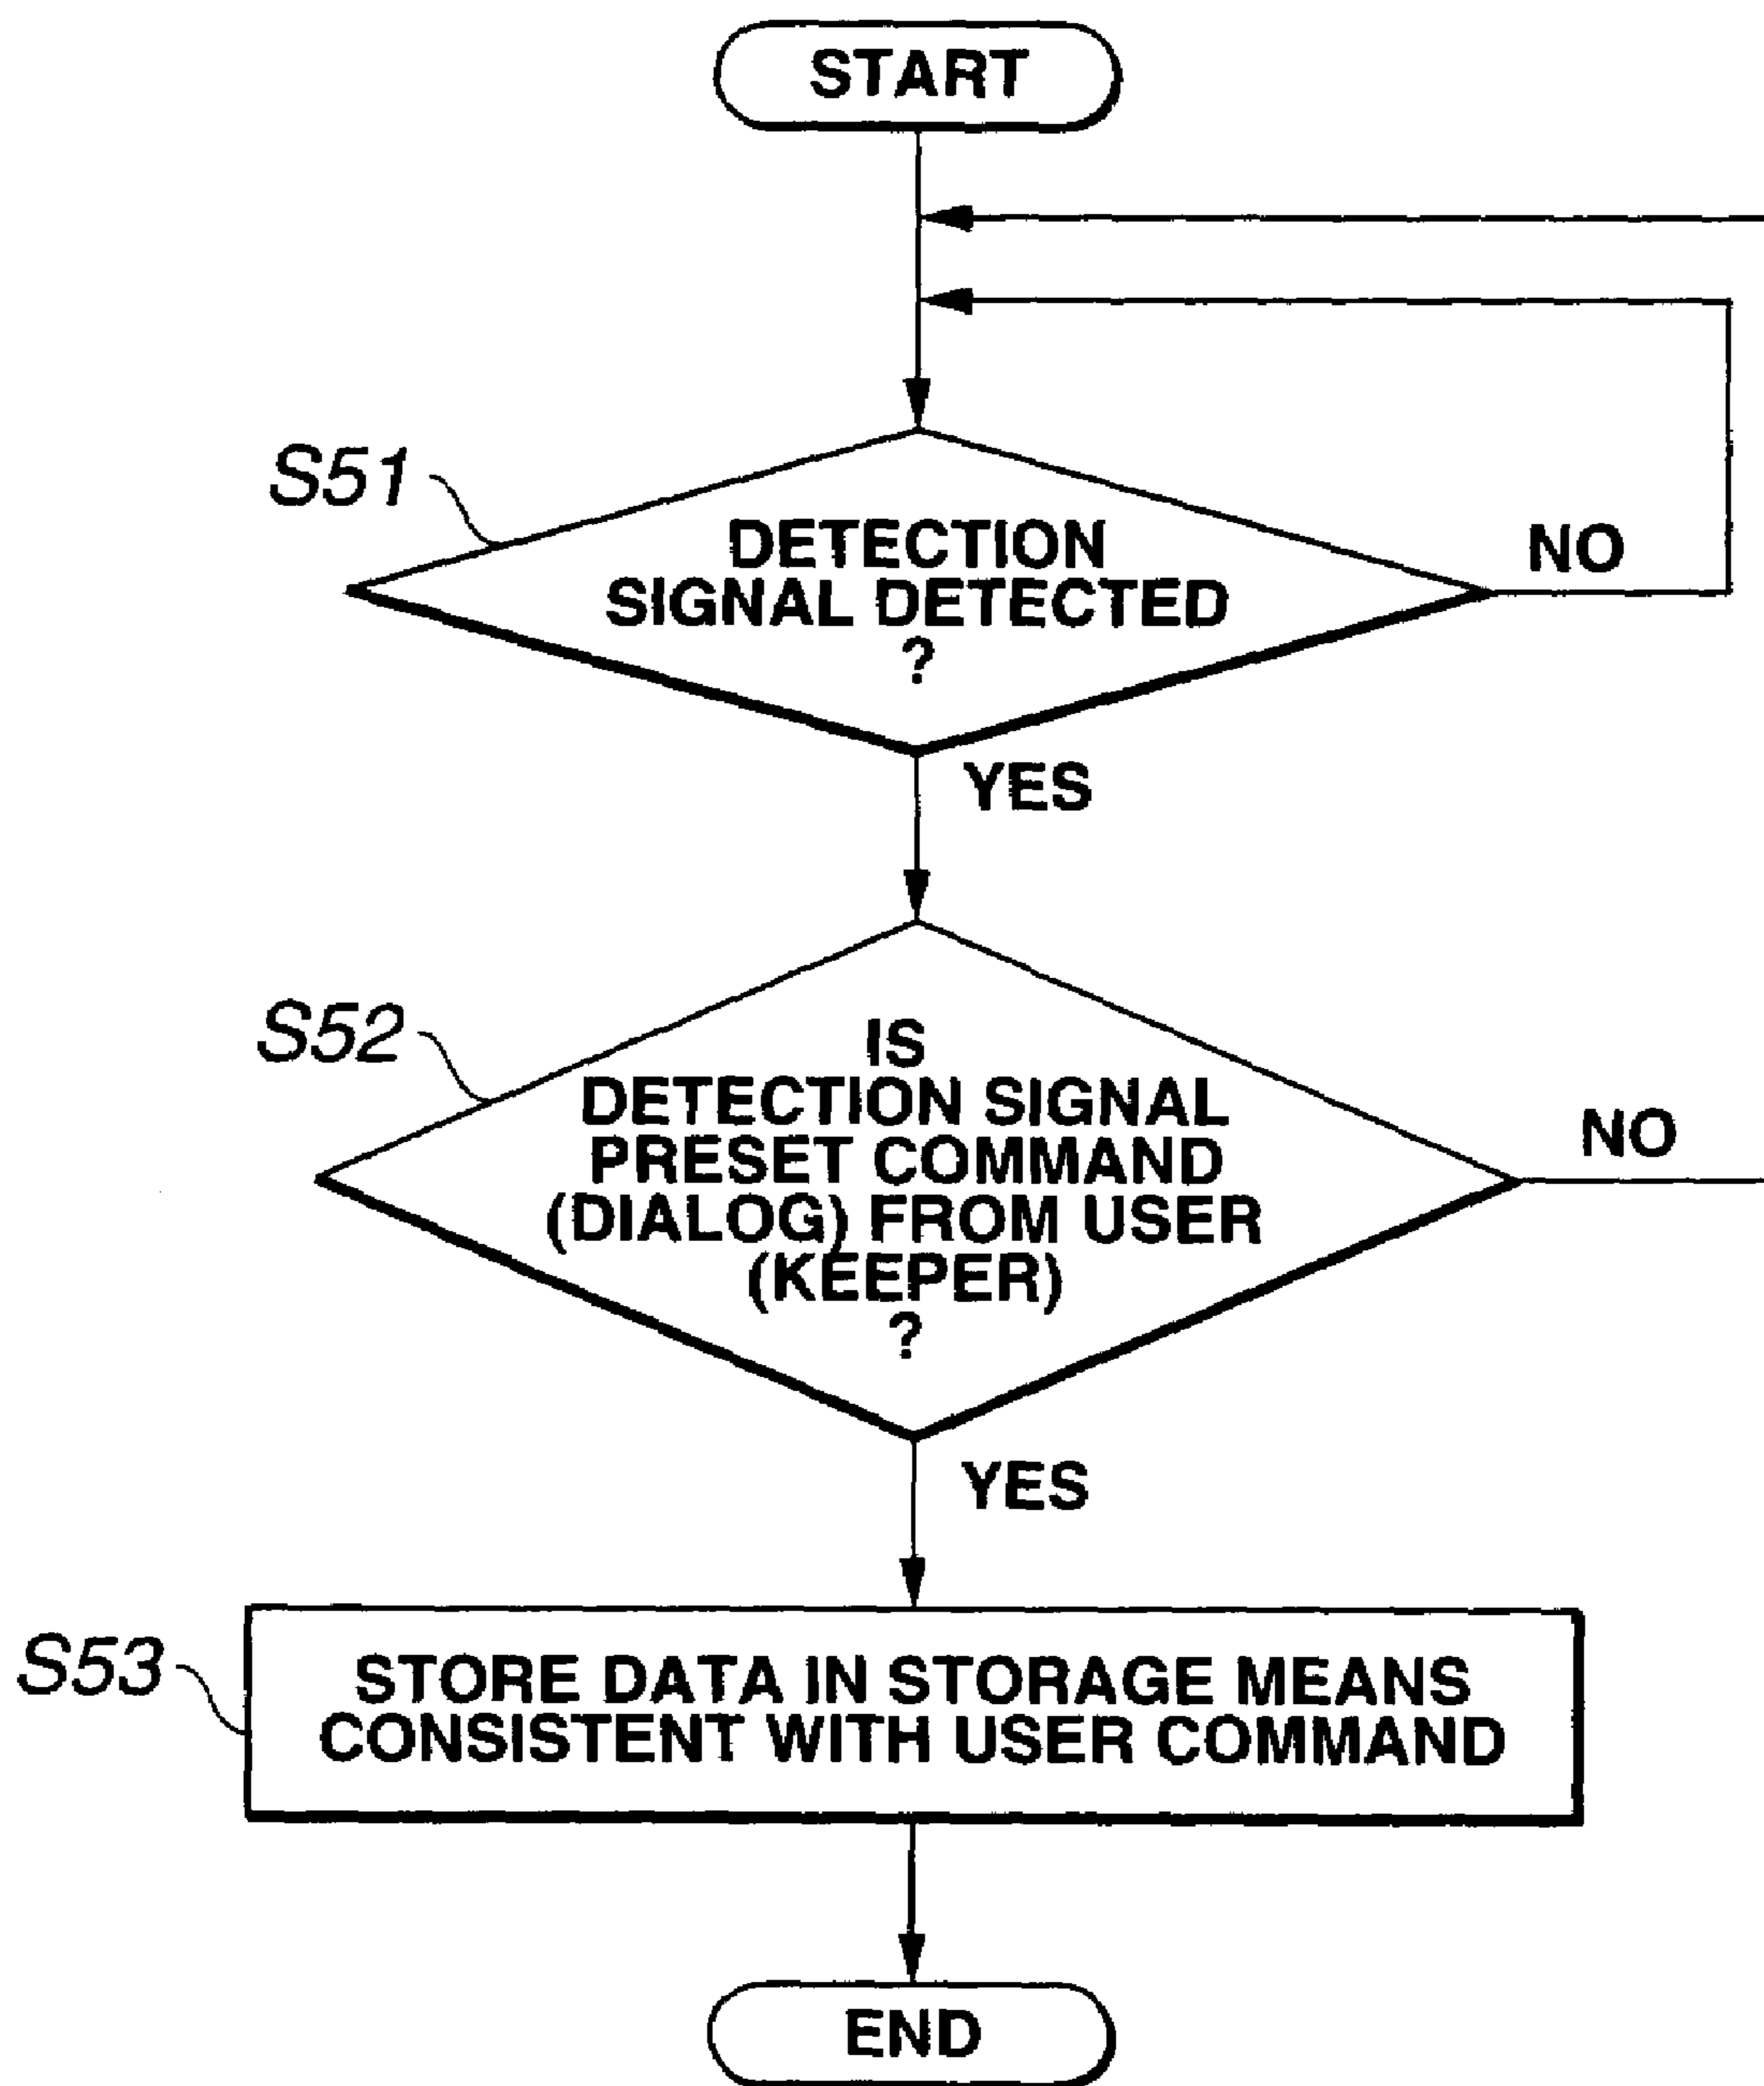 START
S51
DETECTION
SIGNAL DETECTED
?
NO
YES
S52
IS
DETECTION SIGNAL
PRESET COMMAND
(DIALOG) FROM USER
(KEEPER)
?
NO
YES
S53
STORE DATA IN STORAGE MEANS
CONSISTENT WITH USER COMMAND
END